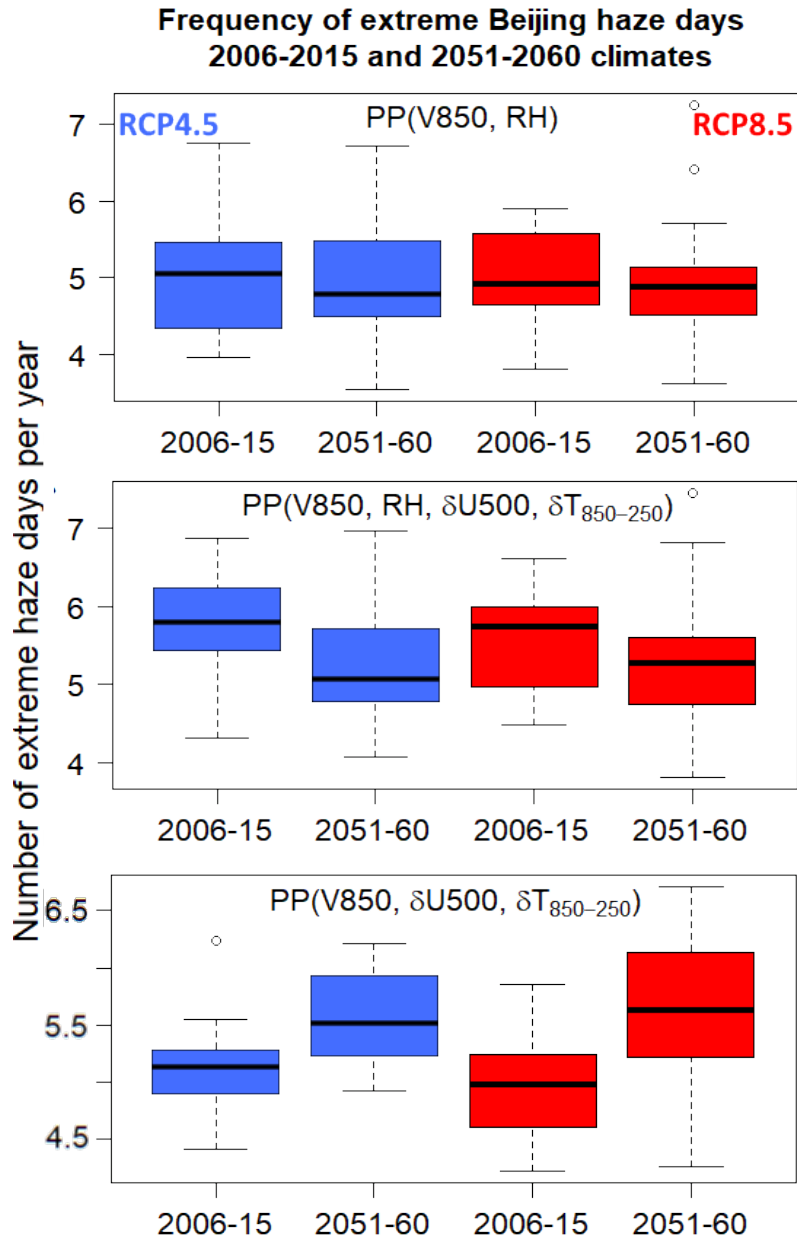 Frequency of extreme Beijing haze days
2006-2015 and 2051-2060 climates
Number of extreme haze days per year
RCP4.5
PP(V850, RH)
RCP8.5
7
6
5
4
2006-15
2051-60
2006-15
2051-60
PP(V850, RH, δU500, δT850–250)
7
6
5
4
2006-15
2051-60
2006-15
2051-60
PP(V850, δU500, δT850–250)
6.5
5.5
4.5
2006-15
2051-60
2006-15
2051-60